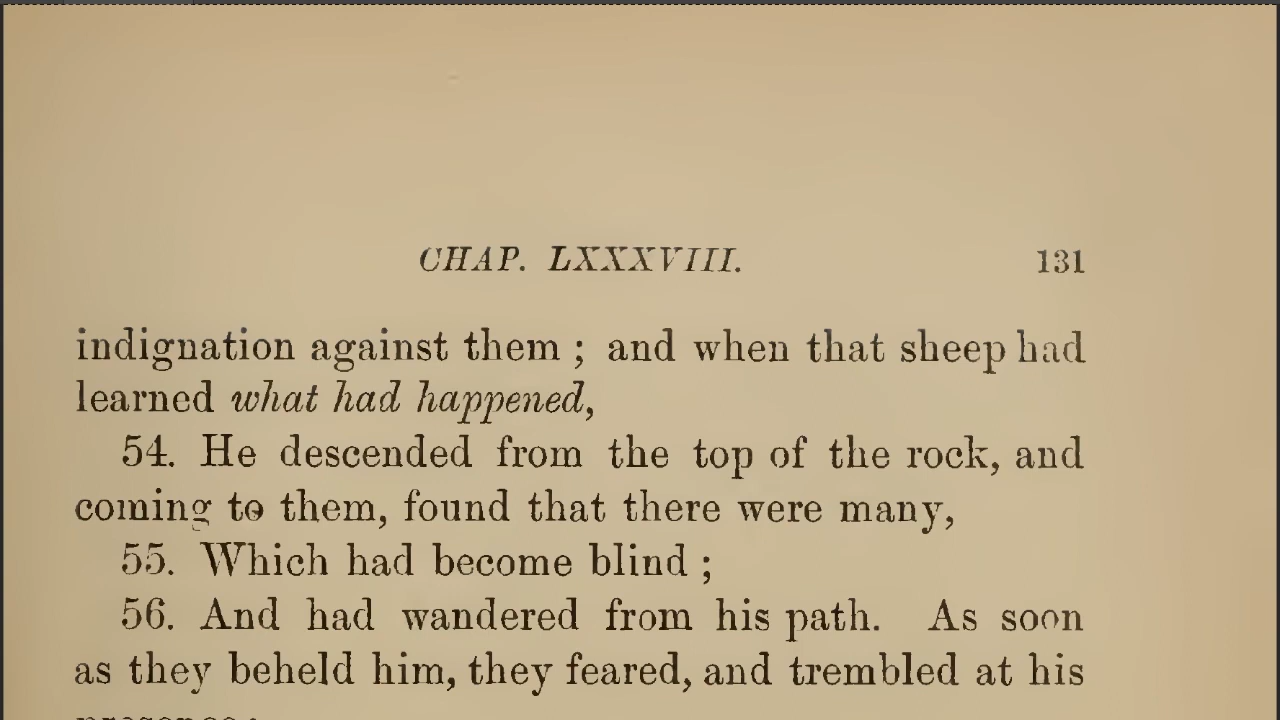 CHAP. LXXXVIII. 131
indignation against them ; and when that sheep had
learned what had happened,
54. He descended from the top of the rock, and
coming to them, found that there were many,
55. Which had become blind ;
56. And had wandered from his path. As soon
as they beheld him, they feared, and trembled at his